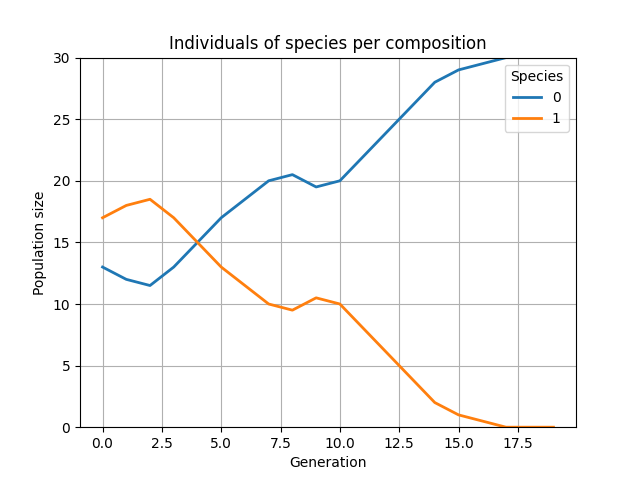 Individuals of species per composition
Species
0
1
Population size
30
25
20
15
10
5
0
0.0 2.5 5.0 7.5 10.0 12.5 15.0 17.5
Generation